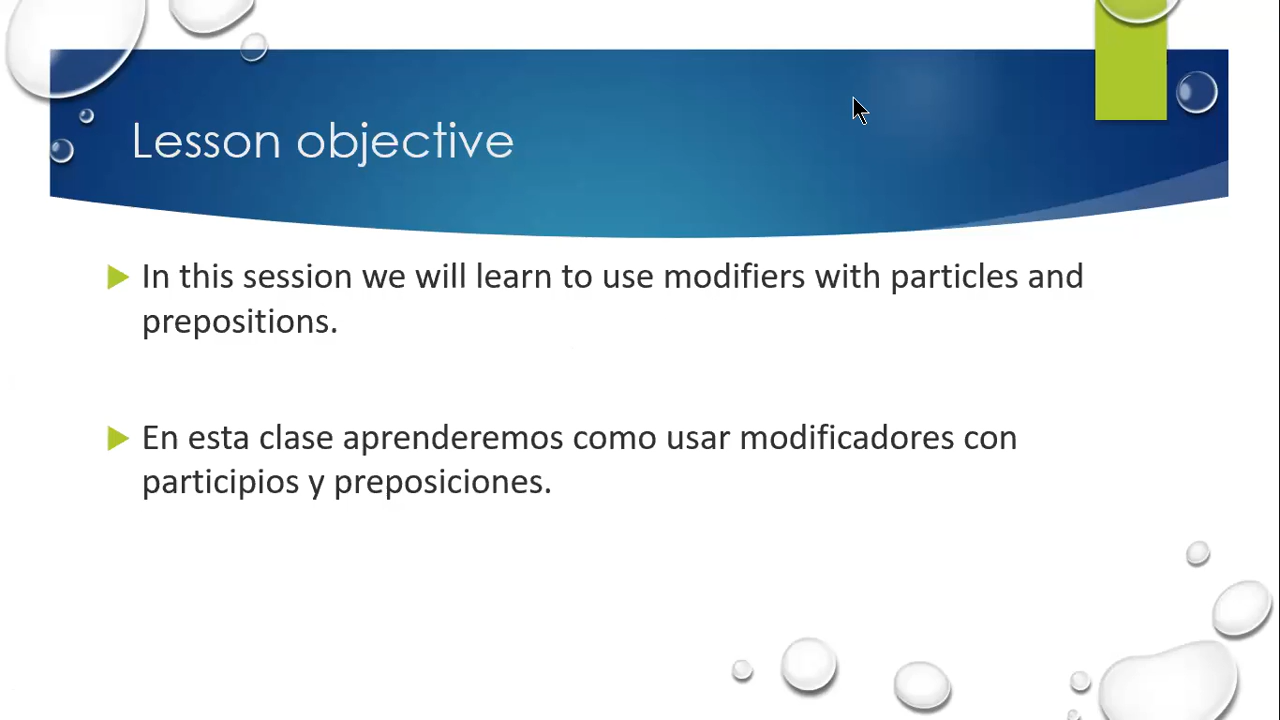 Lesson objective
In this session we will learn to use modifiers with particles and
prepositions.
En esta clase aprenderemos como usar modificadores con
participios y preposiciones.